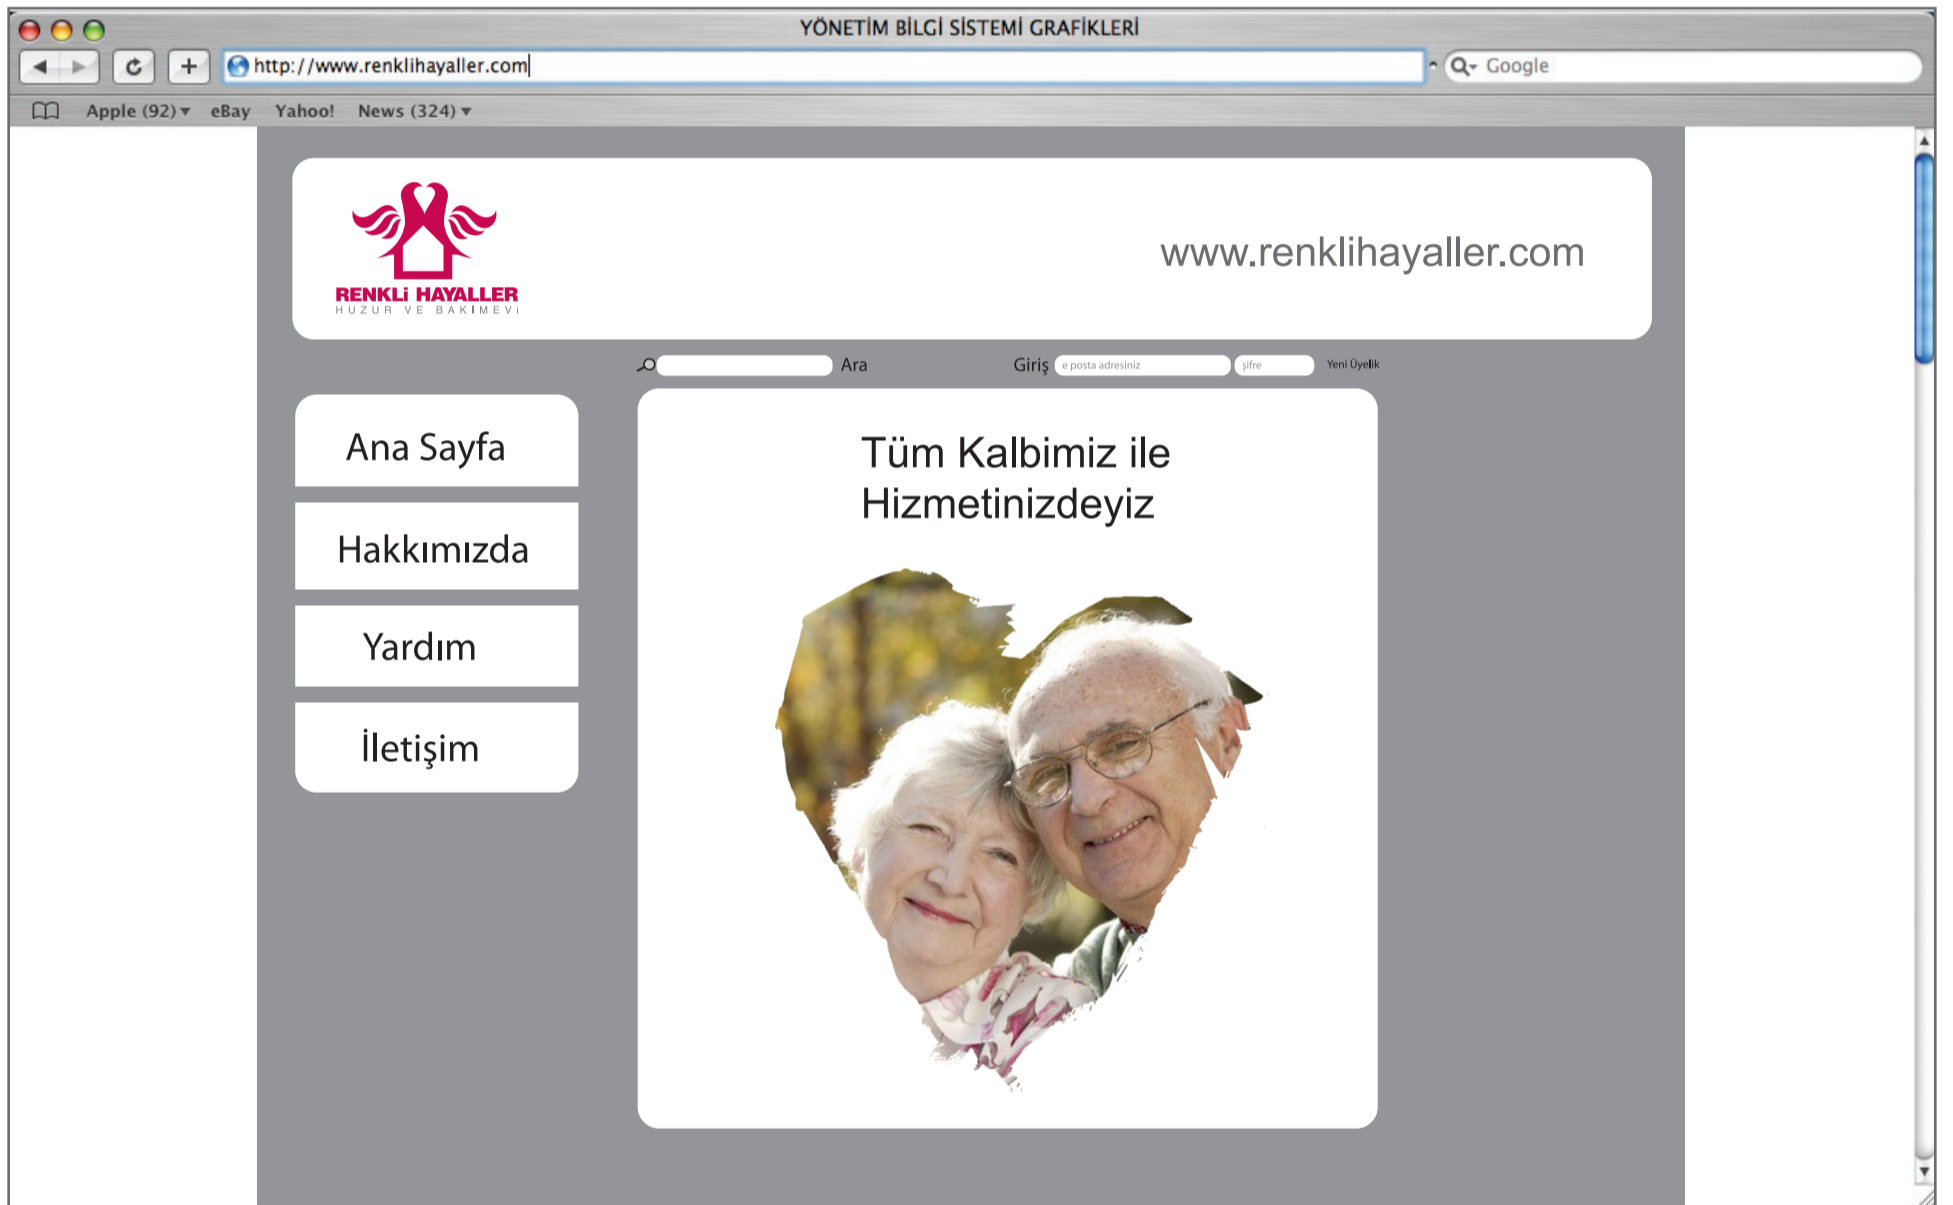 YÖNETİM BİLGİ SİSTEMİ GRAFİKLERİ
http://www.renklihayaller.com
Google
Apple (92) eBay Yahoo! News (324)
RENKLi HAYALLER
HUZUR VE BAKIMEVi
www.renklihayaller.com
Ara Giriş e posta adresiniz şifre Yeni Üyelik
Ana Sayfa
Hakkımızda
Yardım
İletişim
Tüm Kalbimiz ile
Hizmetinizdeyiz